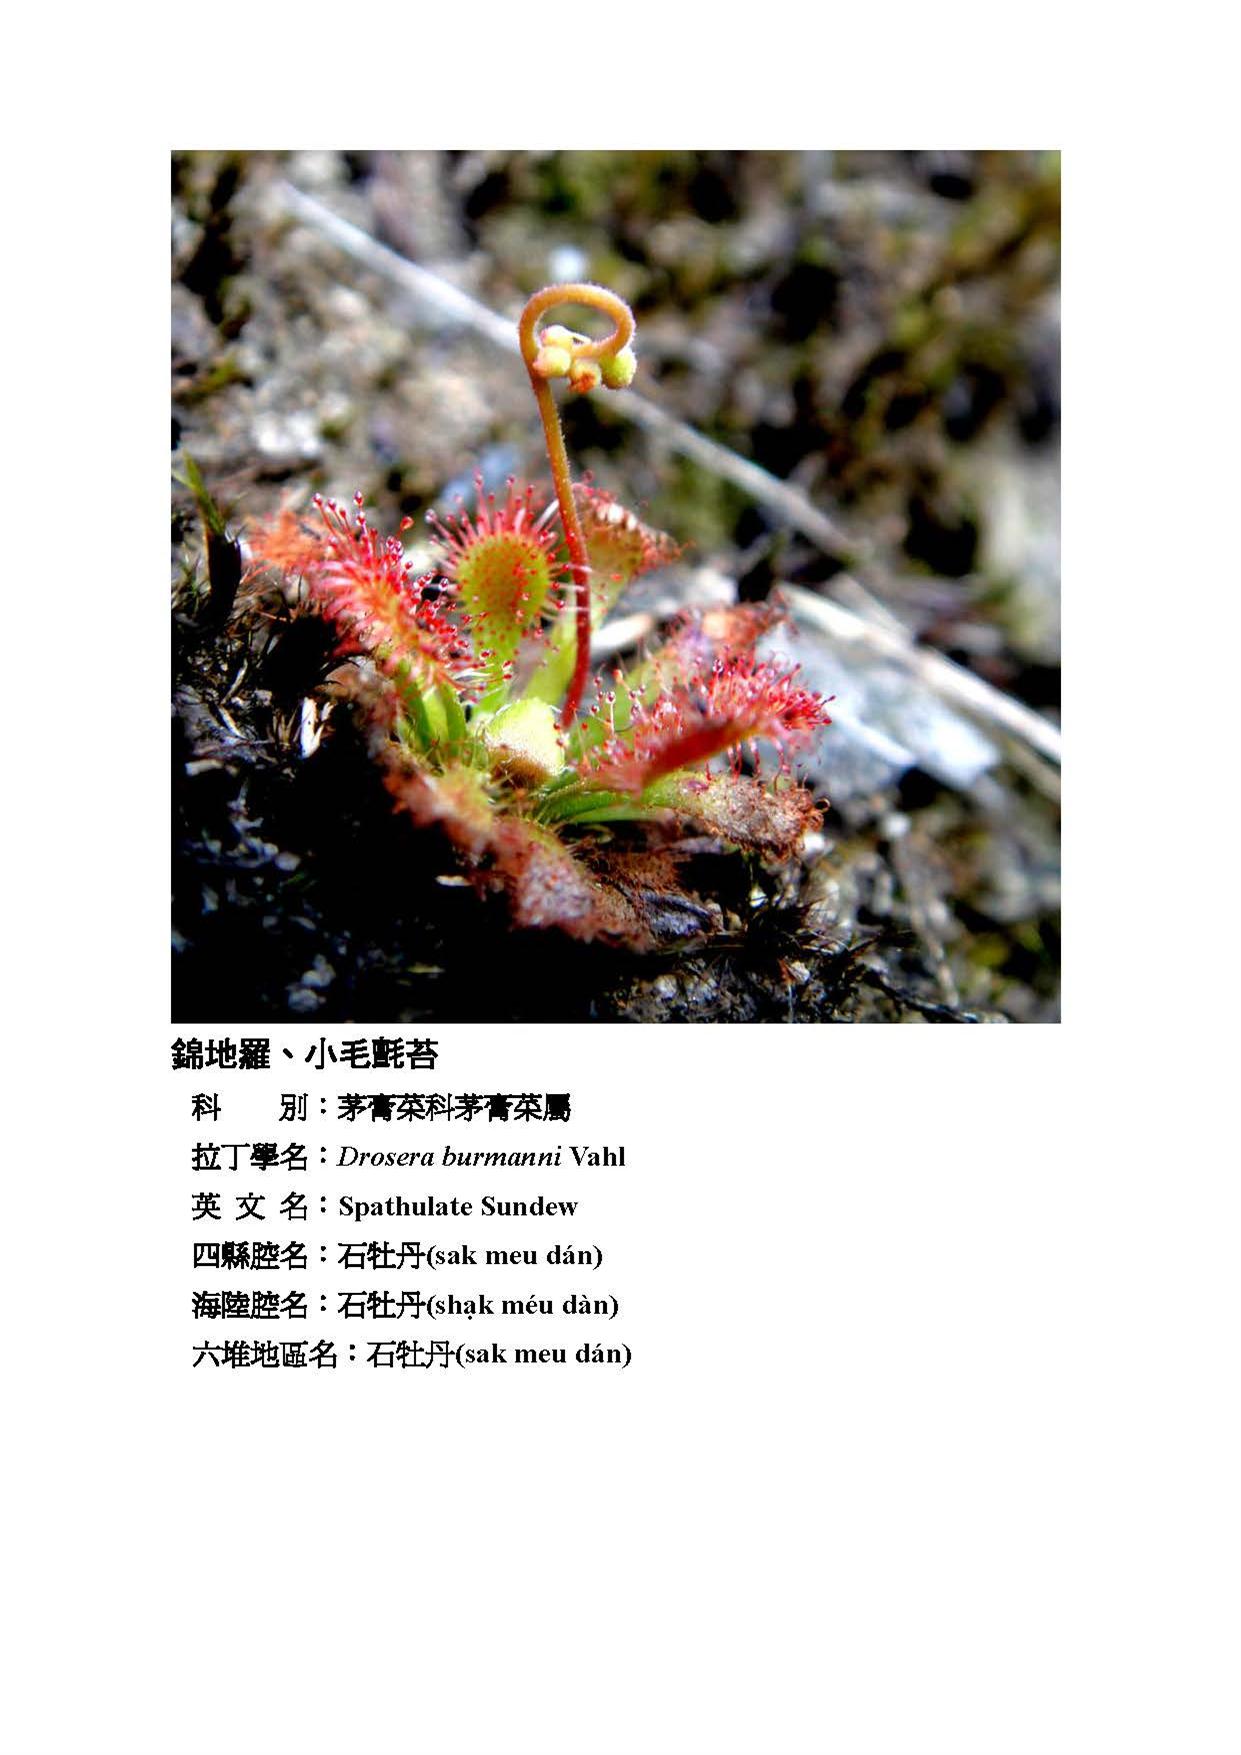 錦地羅、小毛氈苔
科　　別：茅膏菜科茅膏菜屬
拉丁學名：Drosera burmanni Vahl
英 文 名：Spathulate Sundew
四縣腔名：石牡丹(sak meu dán)
海陸腔名：石牡丹(shạk méu dàn)
六堆地區名：石牡丹(sak meu dán)